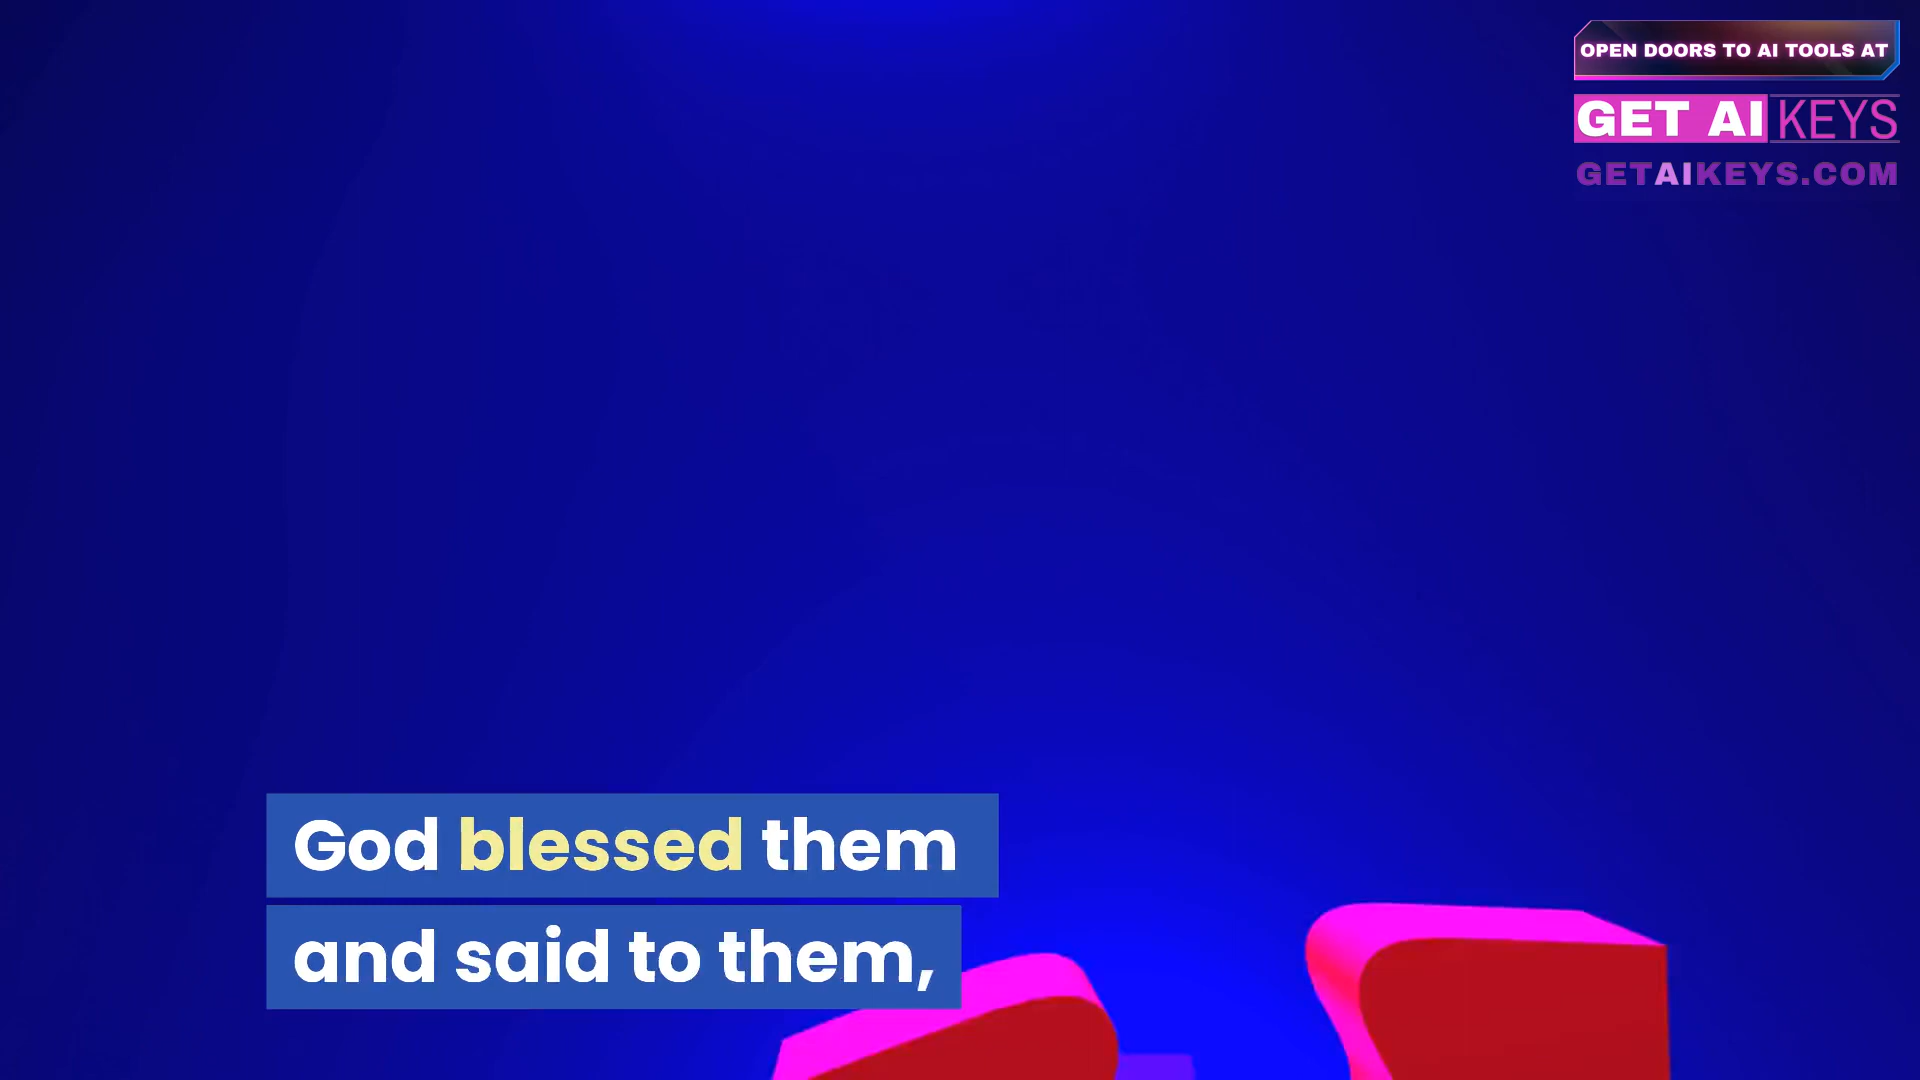 OPEN DOORS TO AI TOOLS AT
GET AI KEYS
GETAIKEYS.COM
God blessed them
and said to them,